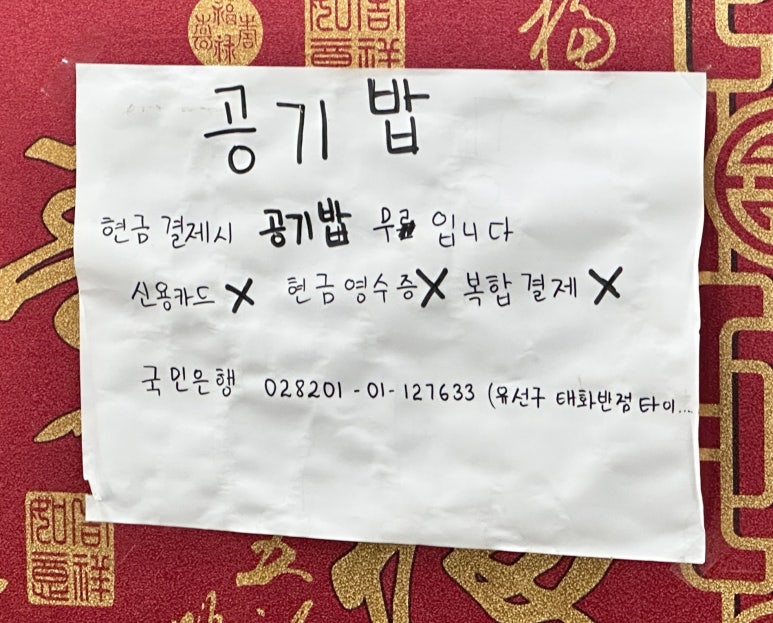 공기밥
현금 결제시 공기밥 무료 입니다
신용카드 X 현금영수증 X 복합결제 X
국민은행 028201-01-127633 (유선구 태화반점 타이...